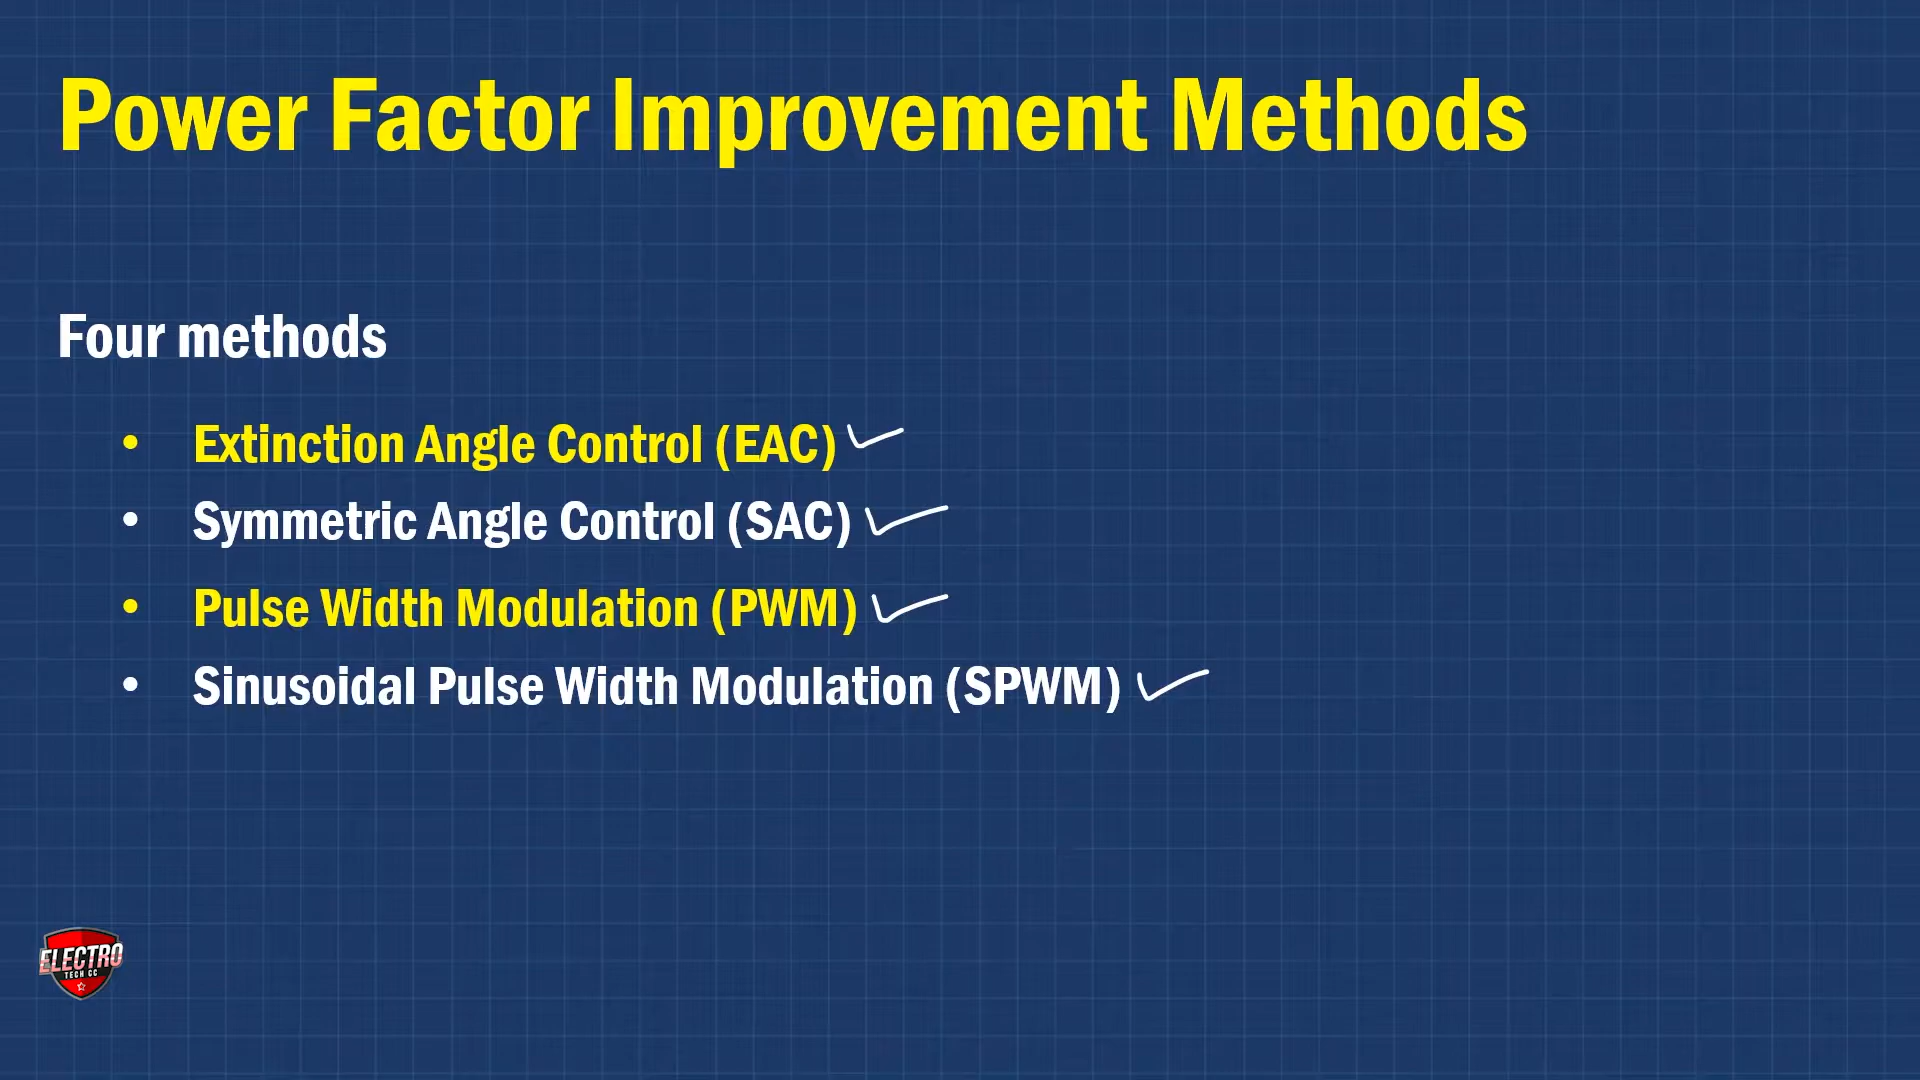 Power Factor Improvement Methods
Four methods
• Extinction Angle Control (EAC)
• Symmetric Angle Control (SAC)
• Pulse Width Modulation (PWM)
• Sinusoidal Pulse Width Modulation (SPWM)
ELECTRO
TECH CC